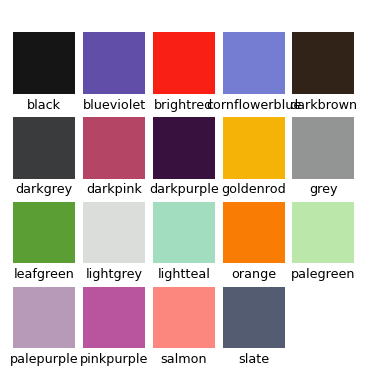 black blueviolet brightred cornflowerblue darkbrown
darkgrey darkpink darkpurple goldenrod grey
leafgreen lightgrey lightteal orange palegreen
palepurple pinkpurple salmon slate